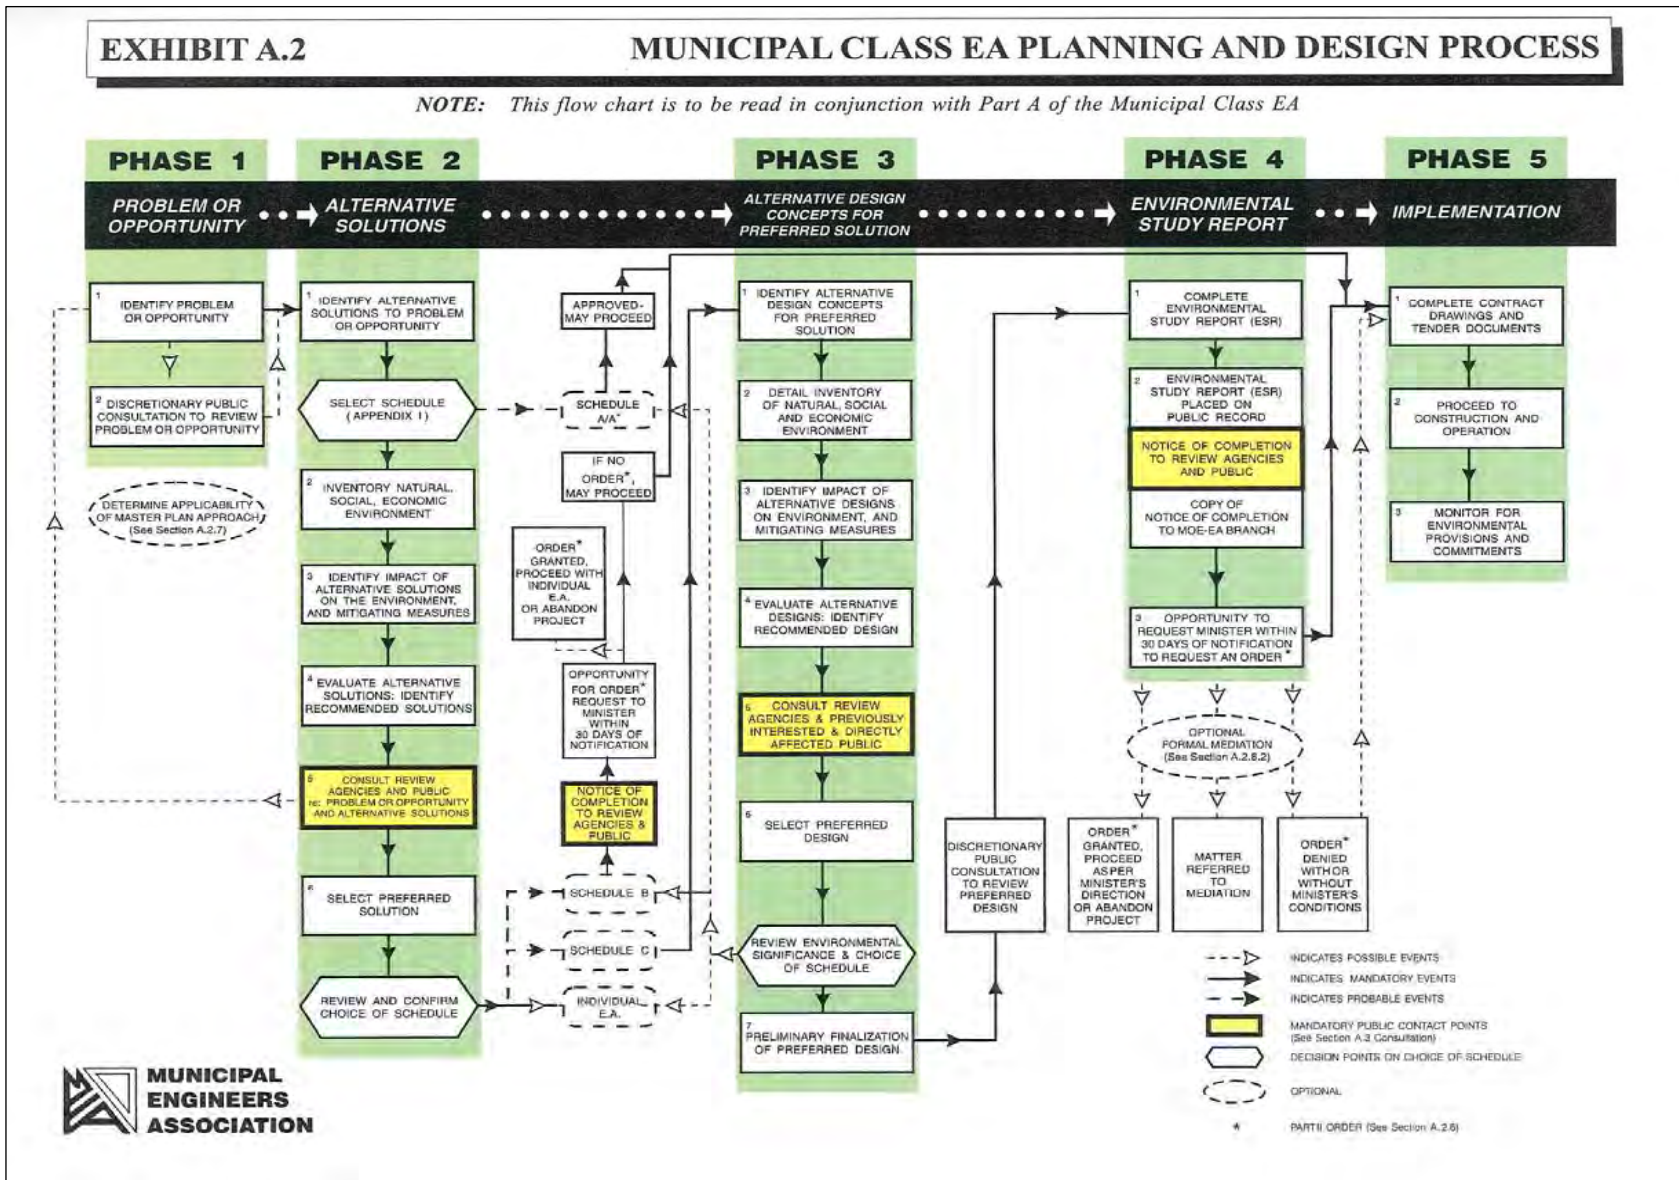 EXHIBIT A.2
MUNICIPAL CLASS EA PLANNING AND DESIGN PROCESS
NOTE: This flow chart is to be read in conjunction with Part A of the Municipal Class EA
PHASE 1
PROBLEM OR
OPPORTUNITY
PHASE 2
ALTERNATIVE
SOLUTIONS
PHASE 3
ALTERNATIVE DESIGN
CONCEPTS FOR
PREFERRED SOLUTION
PHASE 4
ENVIRONMENTAL
STUDY REPORT
PHASE 5
IMPLEMENTATION
1 IDENTIFY PROBLEM
OR OPPORTUNITY
2 DISCRETIONARY PUBLIC
CONSULTATION TO REVIEW
PROBLEM OR OPPORTUNITY
DETERMINE APPLICABILITY
OF MASTER PLAN APPROACH
(See Section A.2.7)
1 IDENTIFY ALTERNATIVE
SOLUTIONS TO PROBLEM
OR OPPORTUNITY
SELECT SCHEDULE
(APPENDIX I)
2 INVENTORY NATURAL,
SOCIAL, ECONOMIC
ENVIRONMENT
3 IDENTIFY IMPACT OF
ALTERNATIVE SOLUTIONS
ON THE ENVIRONMENT,
AND MITIGATING MEASURES
4 EVALUATE ALTERNATIVE
SOLUTIONS: IDENTIFY
RECOMMENDED SOLUTIONS
5 CONSULT REVIEW
AGENCIES AND PUBLIC
re: PROBLEM OR OPPORTUNITY
AND ALTERNATIVE SOLUTIONS
6 SELECT PREFERRED
SOLUTION
REVIEW AND CONFIRM
CHOICE OF SCHEDULE
APPROVED-
MAY PROCEED
SCHEDULE
A/A+
IF NO
ORDER*,
MAY PROCEED
ORDER*
GRANTED,
PROCEED WITH
INDIVIDUAL
E.A.
OR ABANDON
PROJECT
OPPORTUNITY
FOR ORDER*
REQUEST TO
MINISTER
WITHIN
30 DAYS OF
NOTIFICATION
NOTICE OF
COMPLETION
TO REVIEW
AGENCIES &
PUBLIC
SCHEDULE B
SCHEDULE C
INDIVIDUAL
E.A.
1 IDENTIFY ALTERNATIVE
DESIGN CONCEPTS
FOR PREFERRED
SOLUTION
2 DETAIL INVENTORY
OF NATURAL, SOCIAL
AND ECONOMIC
ENVIRONMENT
3 IDENTIFY IMPACT OF
ALTERNATIVE DESIGNS
ON ENVIRONMENT, AND
MITIGATING MEASURES
4 EVALUATE ALTERNATIVE
DESIGNS: IDENTIFY
RECOMMENDED DESIGN
5 CONSULT REVIEW
AGENCIES & PREVIOUSLY
INTERESTED & DIRECTLY
AFFECTED PUBLIC
6 SELECT PREFERRED
DESIGN
REVIEW ENVIRONMENTAL
SIGNIFICANCE & CHOICE
OF SCHEDULE
7 PRELIMINARY FINALIZATION
OF PREFERRED DESIGN
DISCRETIONARY
PUBLIC
CONSULTATION
TO REVIEW
PREFERRED
DESIGN
1 COMPLETE
ENVIRONMENTAL
STUDY REPORT (ESR)
2 ENVIRONMENTAL
STUDY REPORT (ESR)
PLACED ON
PUBLIC RECORD
NOTICE OF COMPLETION
TO REVIEW AGENCIES
AND PUBLIC
COPY OF
NOTICE OF COMPLETION
TO MOE-EA BRANCH
3 OPPORTUNITY TO
REQUEST MINISTER WITHIN
30 DAYS OF NOTIFICATION
TO REQUEST AN ORDER*
OPTIONAL
FORMAL MEDIATION
(See Section A.2.8.2)
ORDER*
GRANTED,
PROCEED
AS PER
MINISTER'S
DIRECTION
OR ABANDON
PROJECT
MATTER
REFERRED
TO
MEDIATION
ORDER*
DENIED
WITH OR
WITHOUT
MINISTER'S
CONDITIONS
1 COMPLETE CONTRACT
DRAWINGS AND
TENDER DOCUMENTS
2 PROCEED TO
CONSTRUCTION AND
OPERATION
3 MONITOR FOR
ENVIRONMENTAL
PROVISIONS AND
COMMITMENTS
INDICATES POSSIBLE EVENTS
INDICATES MANDATORY EVENTS
INDICATES PROBABLE EVENTS
MANDATORY PUBLIC CONTACT POINTS
(See Section A.3 Consultation)
DECISION POINTS ON CHOICE OF SCHEDULE
OPTIONAL
* PART II ORDER (See Section A.2.8)
MUNICIPAL
ENGINEERS
ASSOCIATION